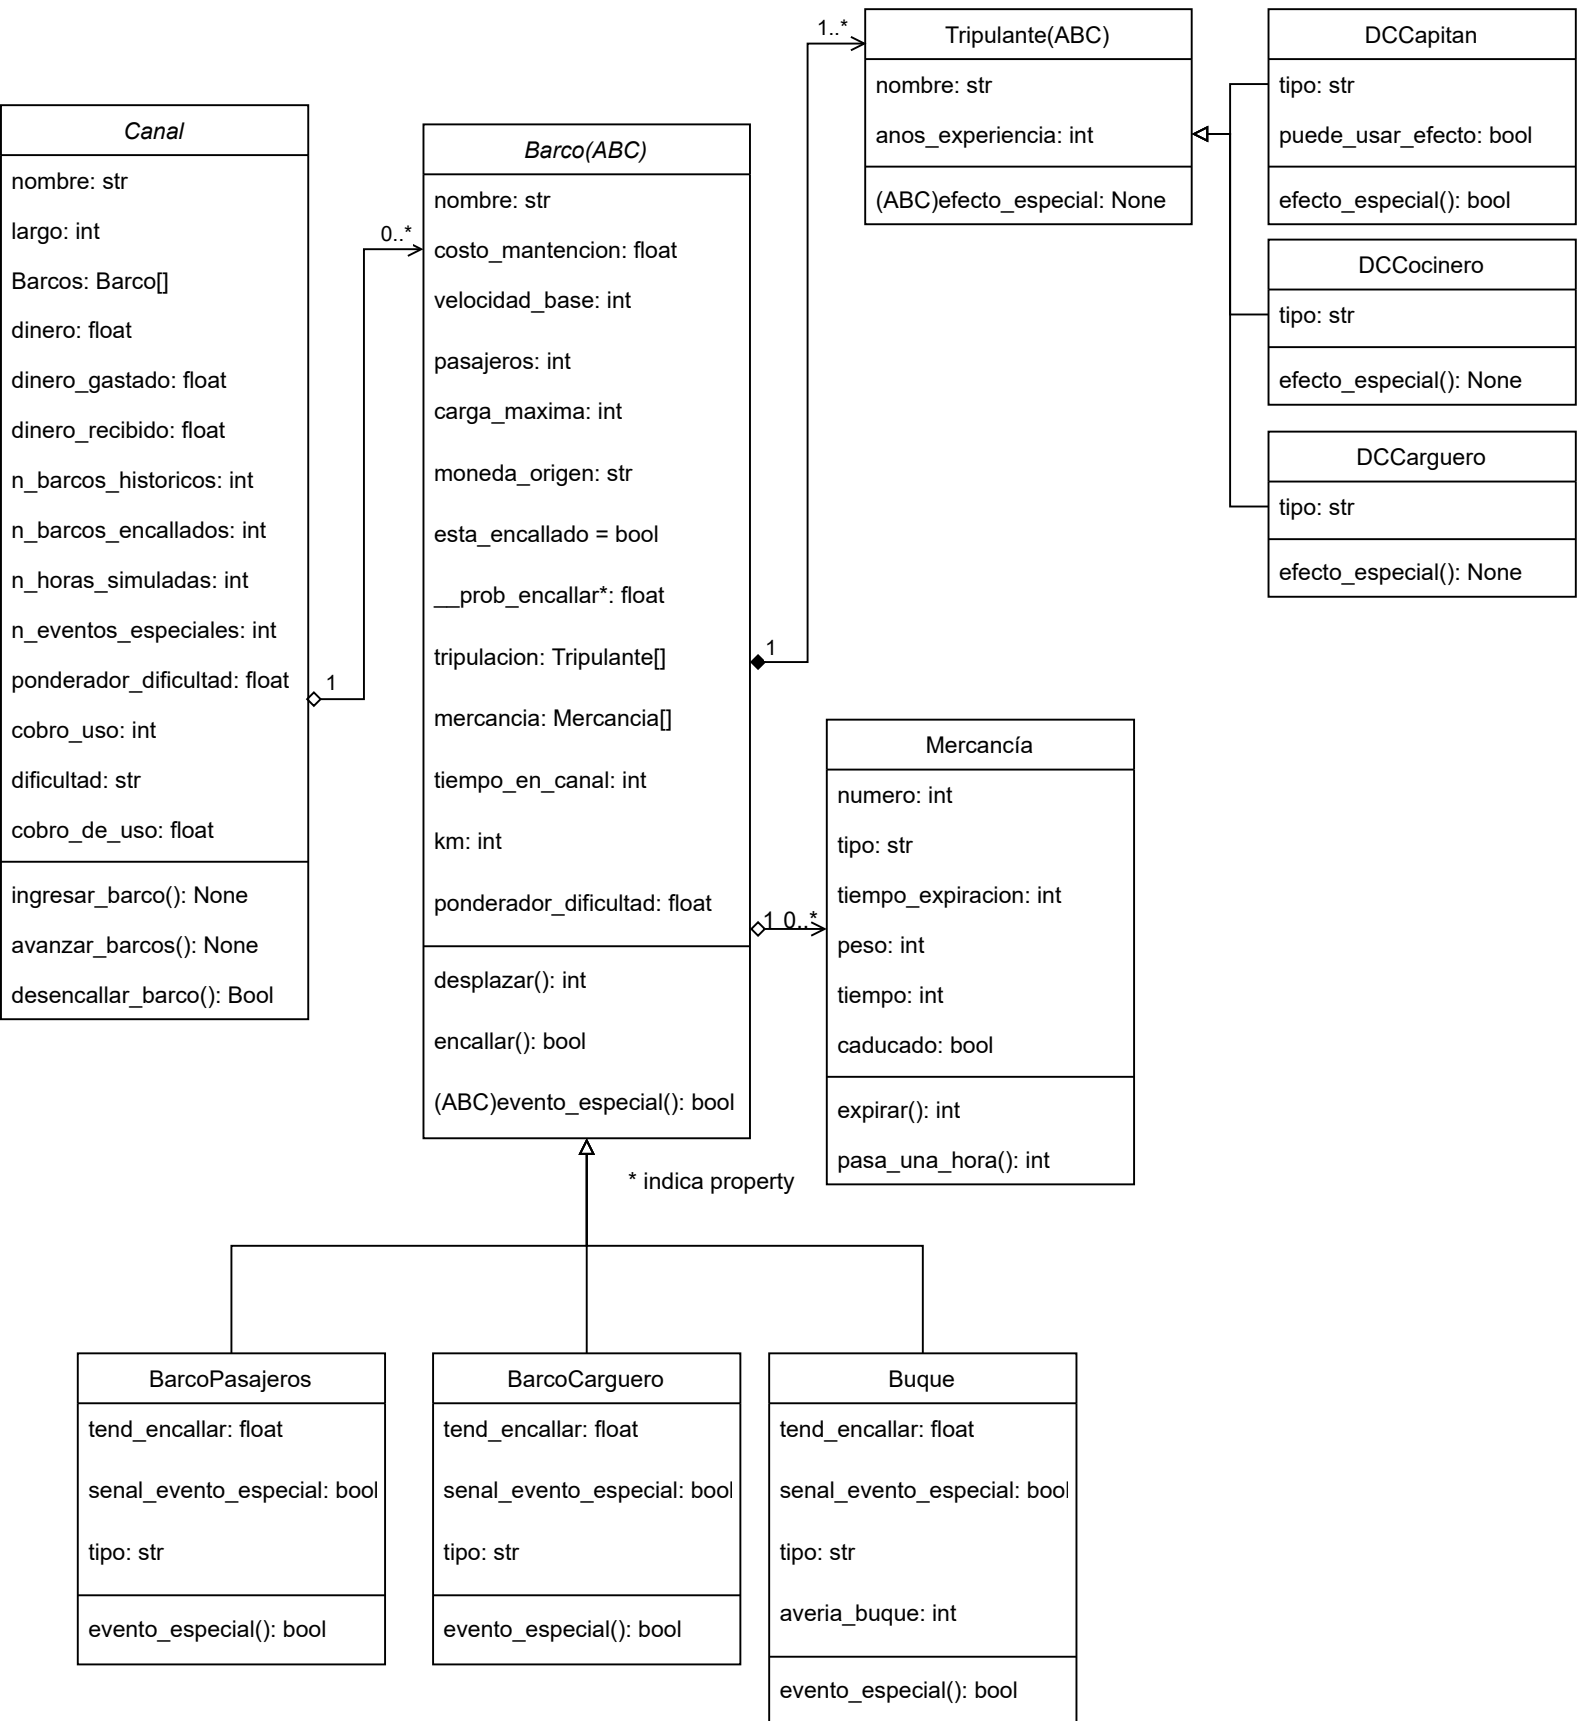 Canal
nombre: str
largo: int
Barcos: Barco[]
dinero: float
dinero_gastado: float
dinero_recibido: float
n_barcos_historicos: int
n_barcos_encallados: int
n_horas_simuladas: int
n_eventos_especiales: int
ponderador_dificultad: float
cobro_uso: int
dificultad: str
cobro_de_uso: float
ingresar_barco(): None
avanzar_barcos(): None
desencallar_barco(): Bool
1
0..*
Barco(ABC)
nombre: str
costo_mantencion: float
velocidad_base: int
pasajeros: int
carga_maxima: int
moneda_origen: str
esta_encallado = bool
__prob_encallar*: float
tripulacion: Tripulante[]
mercancia: Mercancia[]
tiempo_en_canal: int
km: int
ponderador_dificultad: float
desplazar(): int
encallar(): bool
(ABC)evento_especial(): bool
1
1..*
Tripulante(ABC)
nombre: str
anos_experiencia: int
(ABC)efecto_especial: None
DCCapitan
tipo: str
puede_usar_efecto: bool
efecto_especial(): bool
DCCocinero
tipo: str
efecto_especial(): None
DCCarguero
tipo: str
efecto_especial(): None
1 0..*
Mercancía
numero: int
tipo: str
tiempo_expiracion: int
peso: int
tiempo: int
caducado: bool
expirar(): int
pasa_una_hora(): int
* indica property
BarcoPasajeros
tend_encallar: float
senal_evento_especial: bool
tipo: str
evento_especial(): bool
BarcoCarguero
tend_encallar: float
senal_evento_especial: bool
tipo: str
evento_especial(): bool
Buque
tend_encallar: float
senal_evento_especial: bool
tipo: str
averia_buque: int
evento_especial(): bool